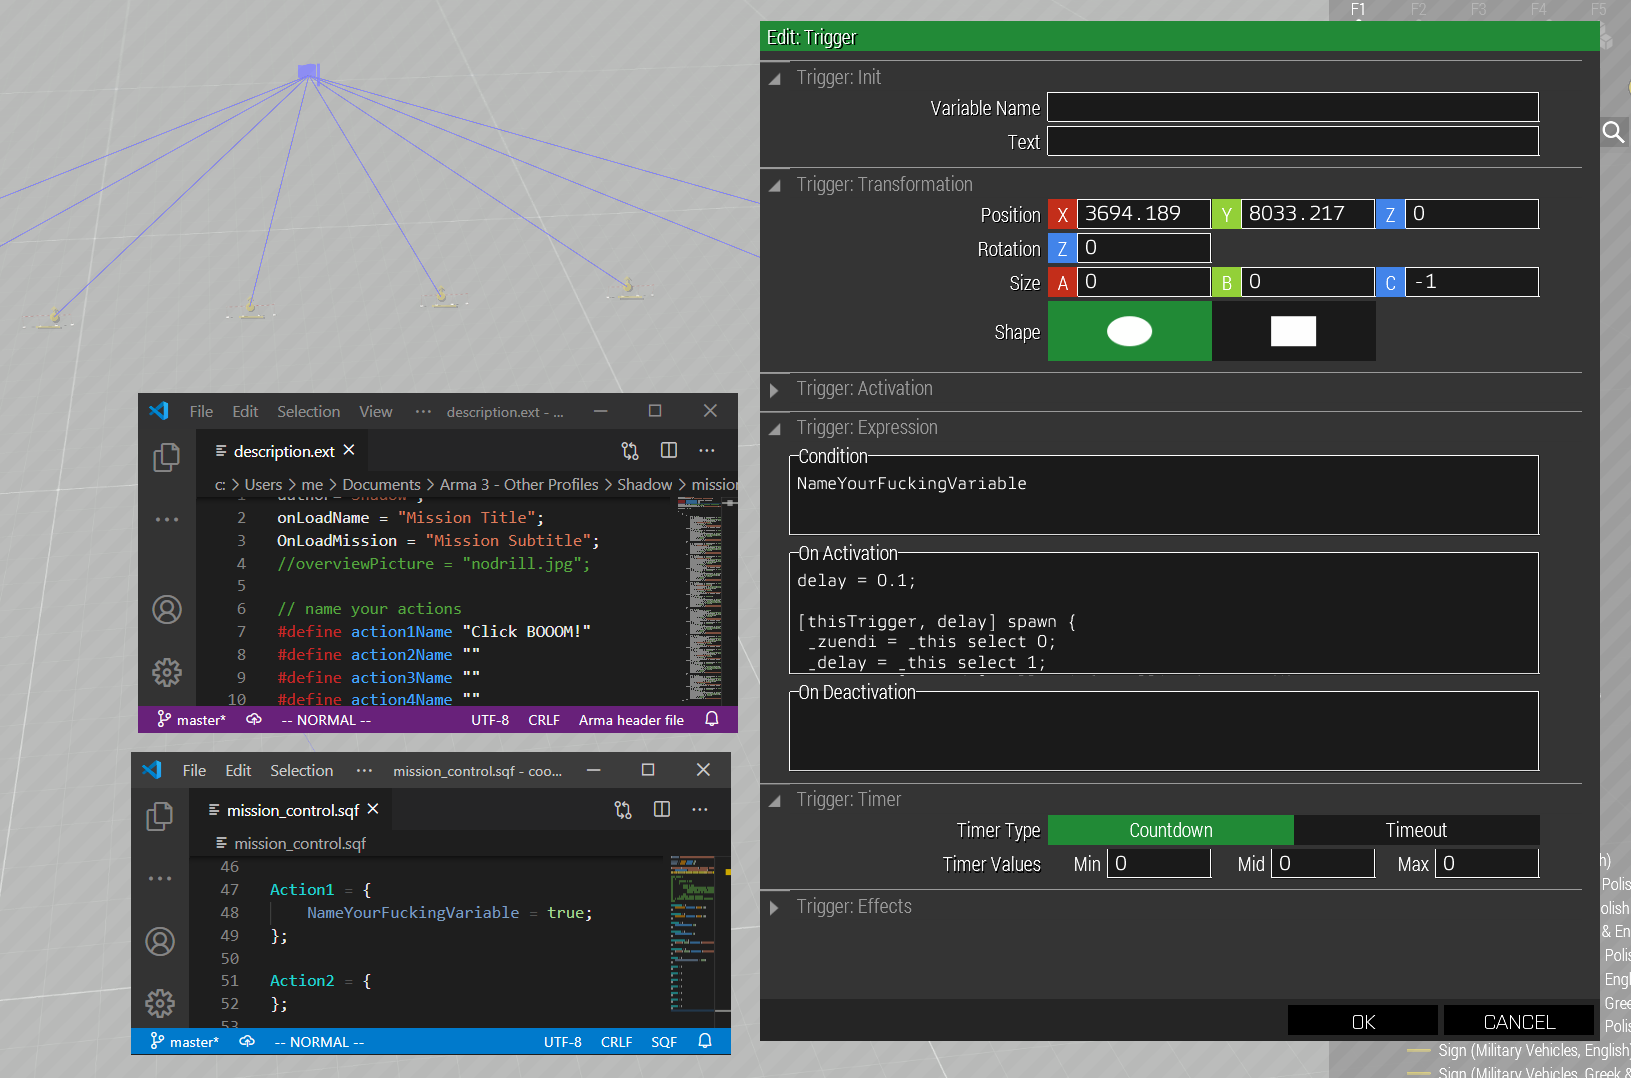 F1 F2 F3 F4 F5
Edit: Trigger
Trigger: Init
Variable Name
Text
Trigger: Transformation
Position X 3694.189 Y 8033.217 Z 0
Rotation Z 0
Size A 0 B 0 C -1
Shape
Trigger: Activation
Trigger: Expression
Condition
NameYourFuckingVariable
On Activation
delay = 0.1;
[thisTrigger, delay] spawn {
_zuendi = _this select 0;
_delay = _this select 1;
On Deactivation
Trigger: Timer
Timer Type Countdown Timeout
Timer Values Min 0 Mid 0 Max 0
Trigger: Effects
OK CANCEL
File Edit Selection View ··· description.ext - ...
description.ext
c: > Users > me > Documents > Arma 3 - Other Profiles > Shadow > mission
1 author= "Shadow";
2 onLoadName = "Mission Title";
3 OnLoadMission = "Mission Subtitle";
4 //overviewPicture = "nodrill.jpg";
5
6 // name your actions
7 #define action1Name "Click BOOOM!"
8 #define action2Name ""
9 #define action3Name ""
10 #define action4Name ""
master* -- NORMAL -- UTF-8 CRLF Arma header file
File Edit Selection ··· mission_control.sqf - coo...
mission_control.sqf
mission_control.sqf
46
47 Action1 = {
48 NameYourFuckingVariable = true;
49 };
50
51 Action2 = {
52 };
53
master* -- NORMAL -- UTF-8 CRLF SQF
h)
Polis
olish
& En
Polis
Engl
Gree
Polis
Sign (Military Vehicles, English)
Sign (Military Vehicles, Greek &